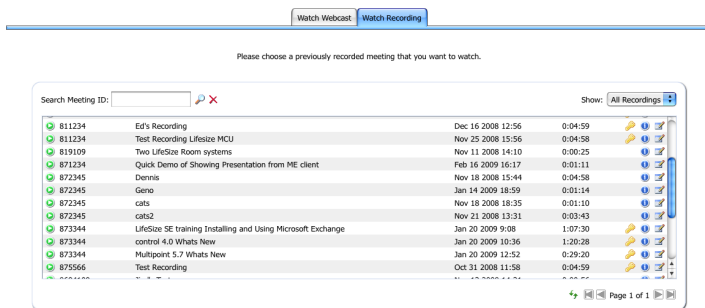 Watch Webcast Watch Recording
Please choose a previously recorded meeting that you want to watch.
Search Meeting ID: Show: All Recordings
811234 Ed's Recording Dec 16 2008 12:56 0:04:59
811234 Test Recording Lifesize MCU Nov 25 2008 15:56 0:04:58
819109 Two LifeSize Room systems Nov 11 2008 14:10 0:00:25
871234 Quick Demo of Showing Presentation from ME client Feb 16 2009 16:17 0:01:11
872345 Dennis Nov 18 2008 15:44 0:04:58
872345 Geno Jan 14 2009 18:59 0:01:14
872345 cats Nov 18 2008 18:35 0:01:10
872345 cats2 Nov 21 2008 13:31 0:03:43
873344 LifeSize SE training Installing and Using Microsoft Exchange Jan 20 2009 9:08 1:07:30
873344 control 4.0 Whats New Jan 20 2009 10:36 1:20:28
873344 Multipoint 5.7 Whats New Jan 20 2009 12:52 0:29:20
875566 Test Recording Oct 31 2008 11:58 0:04:59
Page 1 of 1